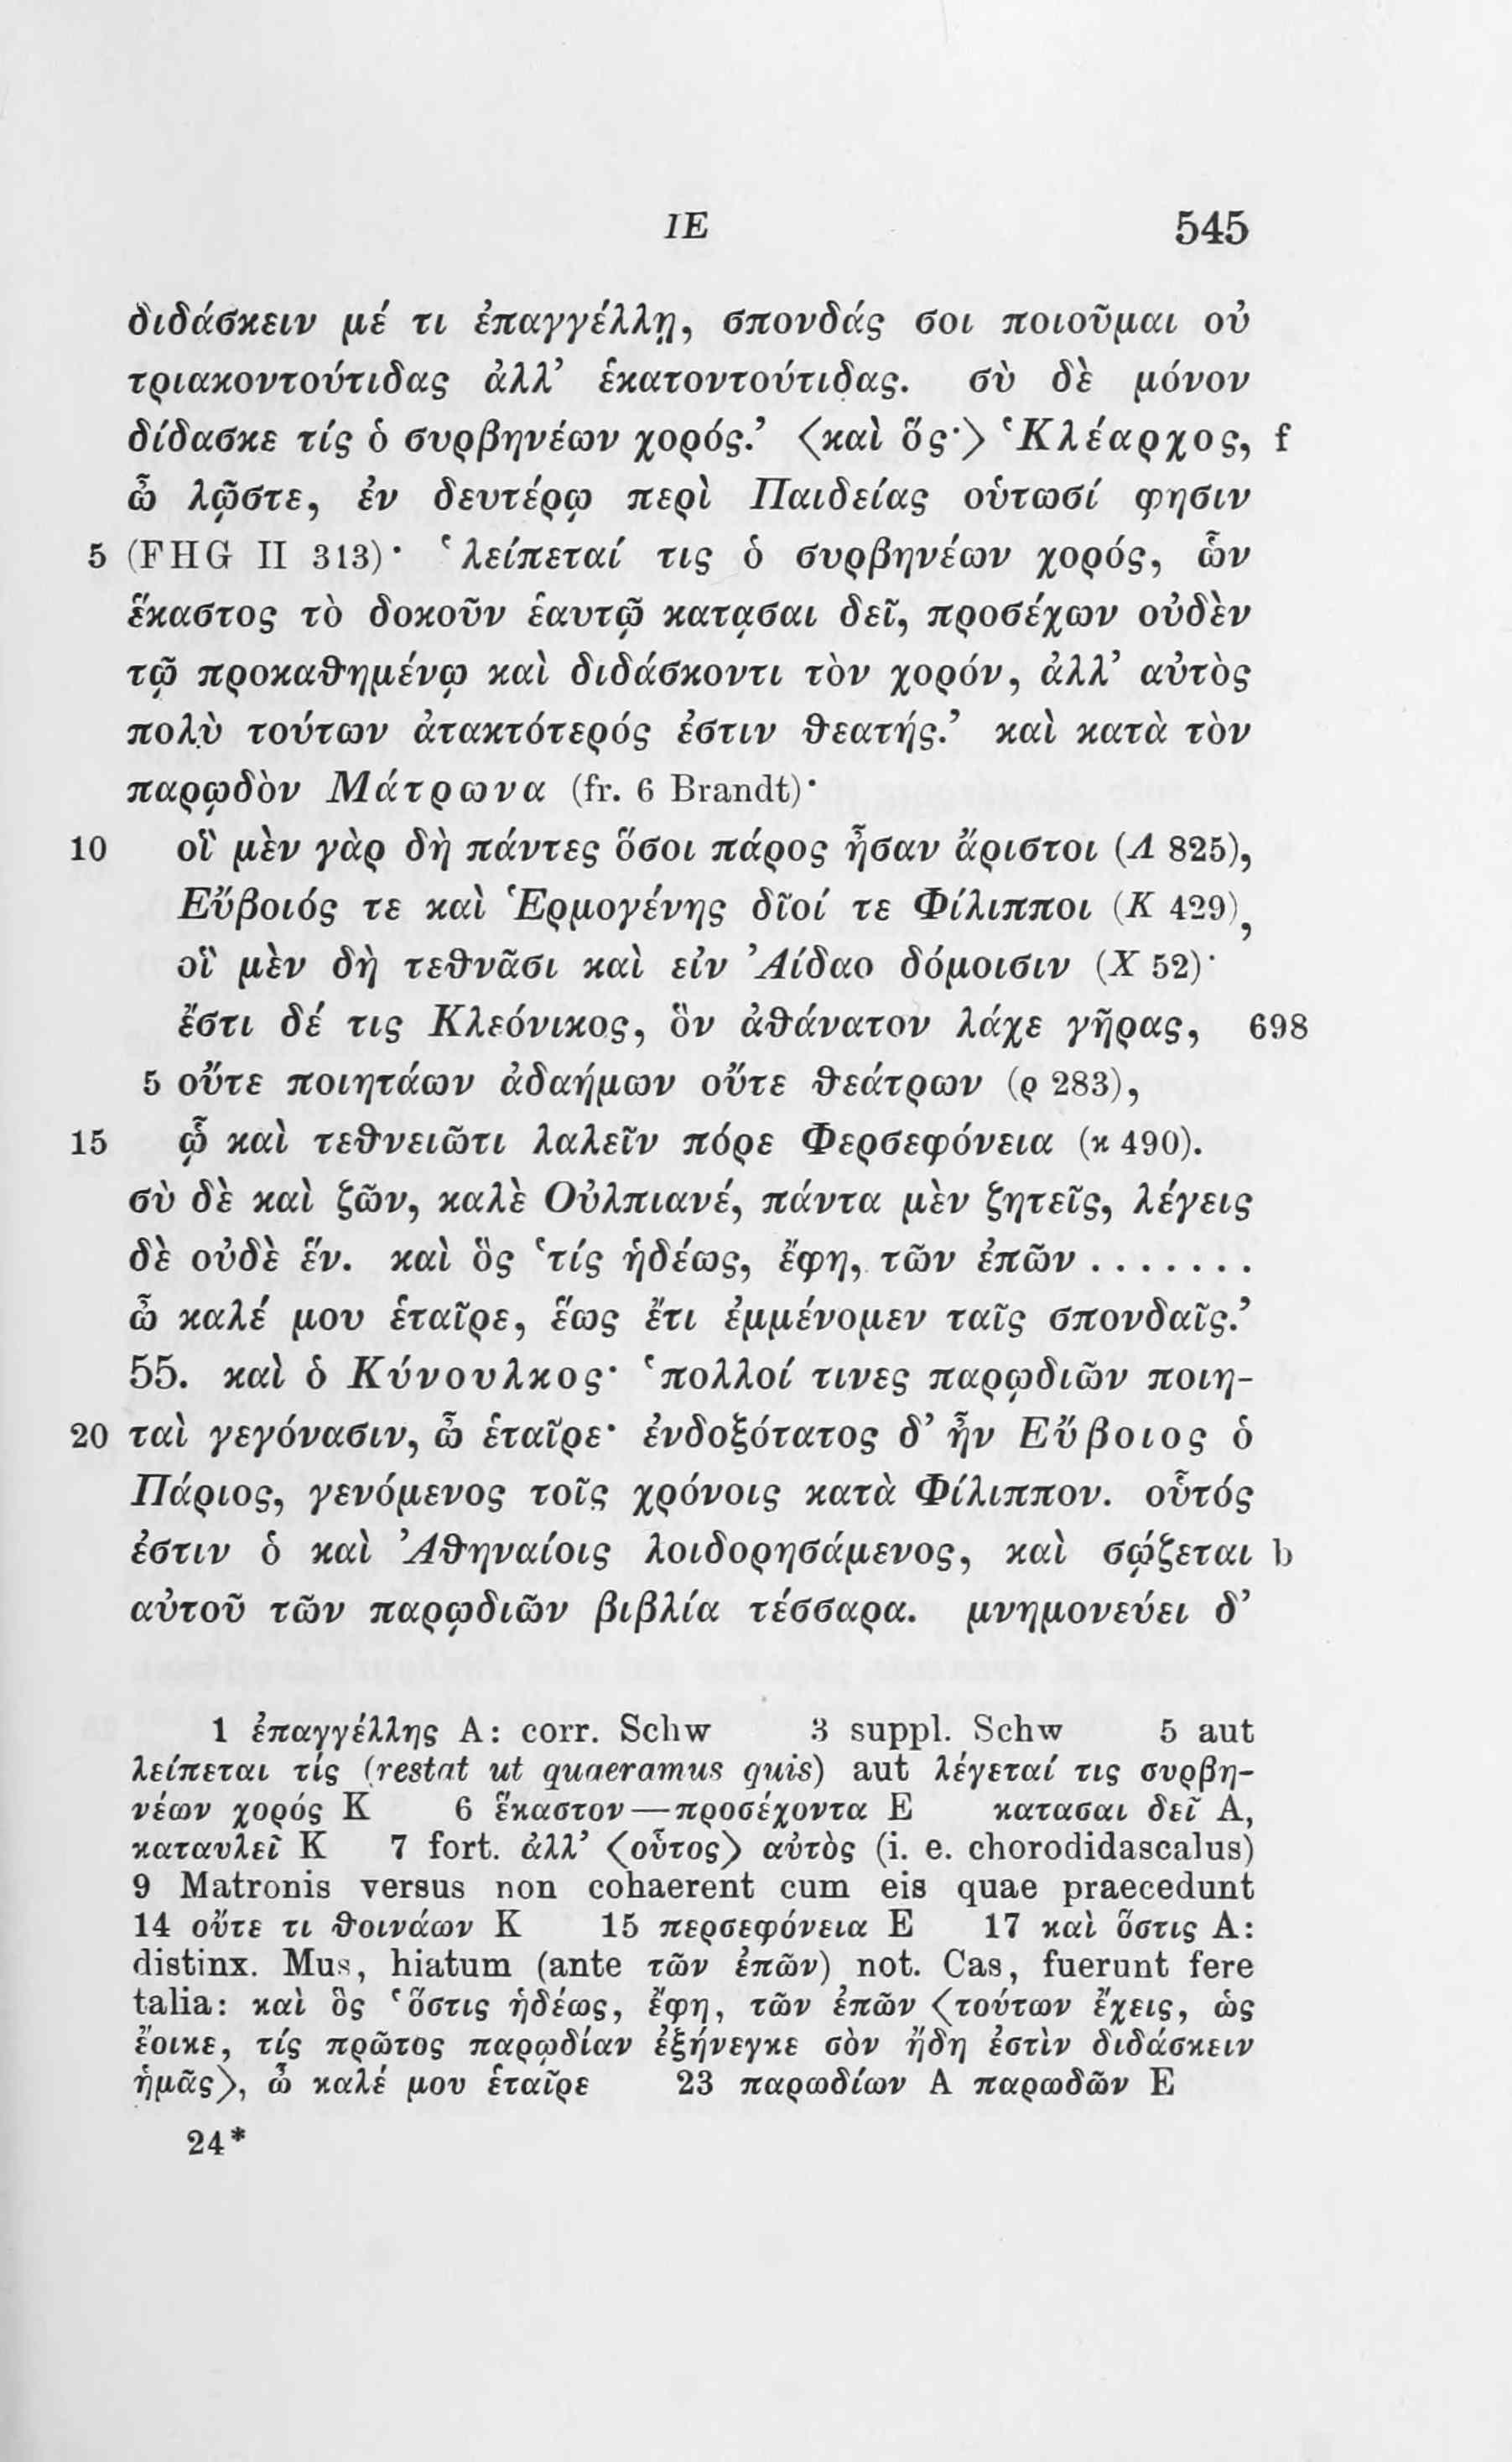 ΙΕ 545
διδάσκειν μέ τι ἐπαγγέλλῃ, σπονδάς σοι ποιοῦμαι οὐ
τριακοντούτιδας ἀλλ’ ἑκατοντούτιδας. σὺ δὲ μόνον
δίδασκε τίς ὁ συρβηνέων χορός.’ 〈καὶ ὅς·〉 ‘Κλέαρχος, f
ὦ λῷστε, ἐν δευτέρῳ περὶ Παιδείας οὑτωσί φησιν
5 (FHG II 313)· ‘λείπεταί τις ὁ συρβηνέων χορός, ὧν
ἕκαστος τὸ δοκοῦν ἑαυτῷ κατᾳσαι δεῖ, προσέχων οὐδὲν
τῷ προκαθημένῳ καὶ διδάσκοντι τὸν χορόν, ἀλλ’ αὐτὸς
πολὺ τούτων ἀτακτότερός ἐστιν θεατής.’ καὶ κατὰ τὸν
παρῳδὸν Μάτρωνα (fr. 6 Brandt)·
10 οἳ μὲν γὰρ δὴ πάντες ὅσοι πάρος ἦσαν ἄριστοι (Λ 825),
Εὔβοιός τε καὶ Ἑρμογένης δῖοί τε Φίλιπποι (Κ 429),
οἳ μὲν δὴ τεθνᾶσι καὶ εἰν Ἀίδαο δόμοισιν (Χ 52)·
ἔστι δέ τις Κλεόνικος, ὃν ἀθάνατον λάχε γῆρας, 698
5 οὔτε ποιητάων ἀδαήμων οὔτε θεάτρων (ρ 283),
15 ᾧ καὶ τεθνειῶτι λαλεῖν πόρε Φερσεφόνεια (κ 490).
σὺ δὲ καὶ ζῶν, καλὲ Οὐλπιανέ, πάντα μὲν ζητεῖς, λέγεις
δὲ οὐδὲ ἕν. καὶ ὃς ‘τίς ἡδέως, ἔφη, τῶν ἐπῶν . . . . . . .
ὦ καλέ μου ἑταῖρε, ἕως ἔτι ἐμμένομεν ταῖς σπονδαῖς.’
55. καὶ ὁ Κύνουλκος· ‘πολλοί τινες παρῳδιῶν ποιη-
20 ταὶ γεγόνασιν, ὦ ἑταῖρε· ἐνδοξότατος δ’ ἦν Εὔβοιος ὁ
Πάριος, γενόμενος τοῖς χρόνοις κατὰ Φίλιππον. οὗτός
ἐστιν ὁ καὶ Ἀθηναίοις λοιδορησάμενος, καὶ σῴζεται b
αὐτοῦ τῶν παρῳδιῶν βιβλία τέσσαρα. μνημονεύει δ’
1 ἐπαγγέλλης A: corr. Schw 3 suppl. Schw 5 aut
λείπεται τίς (restat ut quaeramus quis) aut λέγεταί τις συρβη-
νέων χορός K 6 ἕκαστον—προσέχοντα E κατασαι δεῖ A,
καταυλεῖ K 7 fort. ἀλλ’ 〈οὗτος〉 αὐτὸς (i. e. chorodidascalus)
9 Matronis versus non cohaerent cum eis quae praecedunt
14 οὔτε τι θοινάων K 15 περσεφόνεια E 17 καὶ ὅστις A:
distinx. Mus, hiatum (ante τῶν ἐπῶν) not. Cas, fuerunt fere
talia: καὶ ὃς ‘ὅστις ἡδέως, ἔφη, τῶν ἐπῶν 〈τούτων ἔχεις, ὡς
ἔοικε, τίς πρῶτος παρῳδίαν ἐξήνεγκε σὸν ἤδη ἐστὶν διδάσκειν
ἡμᾶς〉, ὦ καλέ μου ἑταῖρε 23 παρωδίων A παρωδῶν E
24*